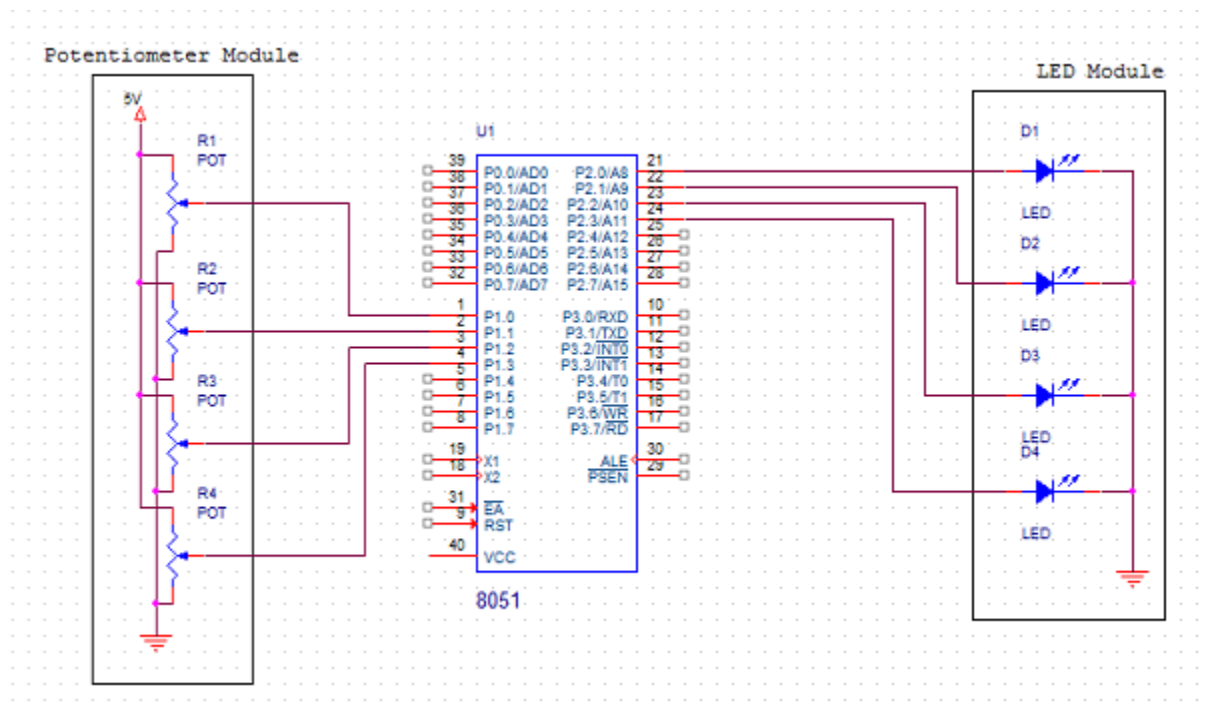 Potentiometer Module
5V
R1
POT
R2
POT
R3
POT
R4
POT
U1
39 P0.0/AD0 P2.0/A8 21
38 P0.1/AD1 P2.1/A9 22
37 P0.2/AD2 P2.2/A10 23
36 P0.3/AD3 P2.3/A11 24
35 P0.4/AD4 P2.4/A12 25
34 P0.5/AD5 P2.5/A13 26
33 P0.6/AD6 P2.6/A14 27
32 P0.7/AD7 P2.7/A15 28
1 P1.0 P3.0/RXD 10
2 P1.1 P3.1/TXD 11
3 P1.2 P3.2/INT0 12
4 P1.3 P3.3/INT1 13
5 P1.4 P3.4/T0 14
6 P1.5 P3.5/T1 15
7 P1.6 P3.6/WR 16
8 P1.7 P3.7/RD 17
19 X1 ALE 30
18 X2 PSEN 29
31 EA
9 RST
40 VCC
8051
LED Module
D1
LED
D2
LED
D3
LED
D4
LED